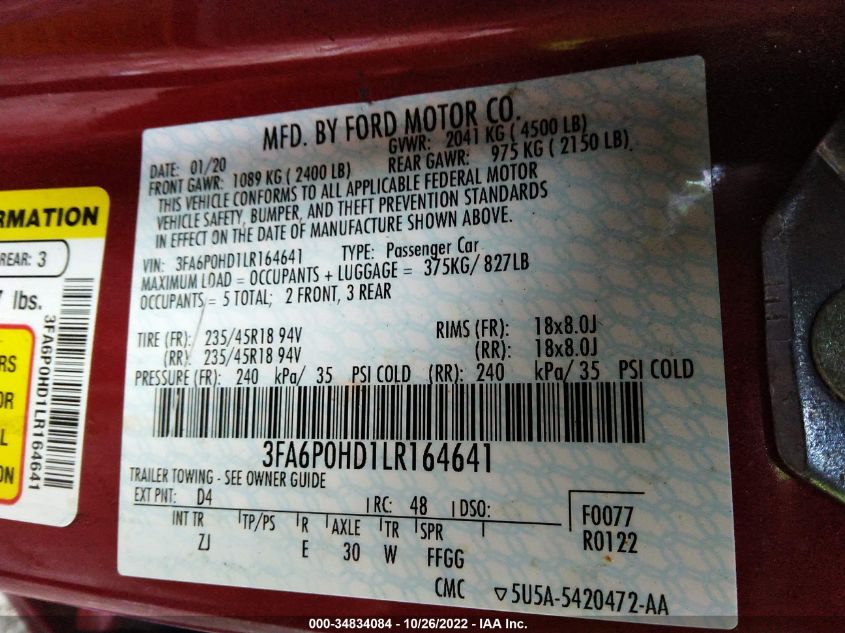 MFD. BY FORD MOTOR CO.
DATE: 01/20 GVWR: 2041 KG ( 4500 LB)
FRONT GAWR: 1089 KG ( 2400 LB) REAR GAWR: 975 KG ( 2150 LB)
THIS VEHICLE CONFORMS TO ALL APPLICABLE FEDERAL MOTOR
VEHICLE SAFETY, BUMPER, AND THEFT PREVENTION STANDARDS
IN EFFECT ON THE DATE OF MANUFACTURE SHOWN ABOVE.
VIN: 3FA6P0HD1LR164641 TYPE: Passenger Car
MAXIMUM LOAD = OCCUPANTS + LUGGAGE = 375KG/ 827LB
OCCUPANTS = 5 TOTAL; 2 FRONT, 3 REAR
TIRE (FR): 235/45R18 94V RIMS (FR): 18x8.0J
(RR): 235/45R18 94V (RR): 18x8.0J
PRESSURE (FR): 240 kPa/ 35 PSI COLD (RR): 240 kPa/ 35 PSI COLD
3FA6P0HD1LR164641
TRAILER TOWING - SEE OWNER GUIDE
EXT PNT: D4 RC: 48 DSO: F0077
INT TR TP/PS R AXLE TR SPR R0122
ZJ E 30 W FFGG
CMC ▽5U5A-5420472-AA
RMATION
REAR: 3
7 lbs.
3FA6P0HD1LR164641
000-34834084 - 10/26/2022 - IAA Inc.